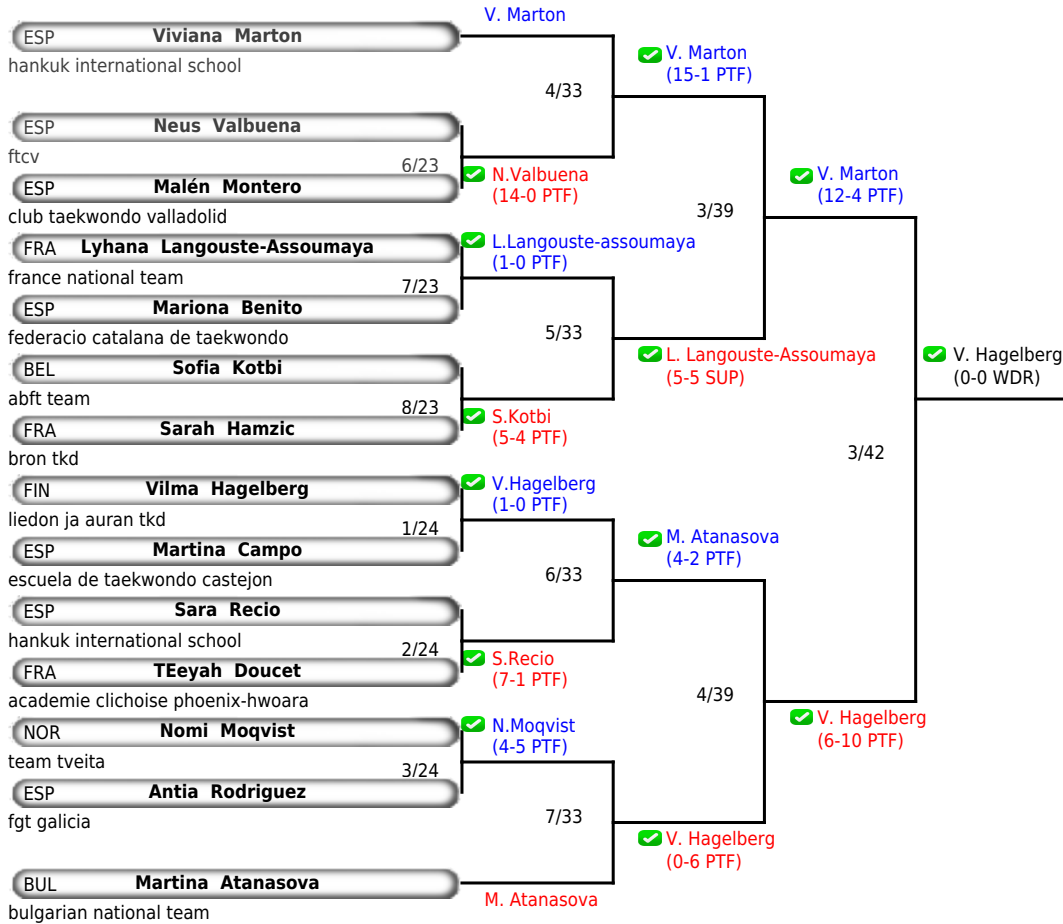 V. Marton
ESP Viviana Marton
hankuk international school
V. Marton
(15-1 PTF)
4/33
ESP Neus Valbuena
ftcv
6/23
N.Valbuena
(14-0 PTF)
ESP Malén Montero
club taekwondo valladolid
V. Marton
(12-4 PTF)
3/39
FRA Lyhana Langouste-Assoumaya
france national team
L.Langouste-assoumaya
(1-0 PTF)
7/23
ESP Mariona Benito
federacio catalana de taekwondo
5/33
L. Langouste-Assoumaya
(5-5 SUP)
BEL Sofia Kotbi
abft team
8/23
S.Kotbi
(5-4 PTF)
FRA Sarah Hamzic
bron tkd
V. Hagelberg
(0-0 WDR)
3/42
FIN Vilma Hagelberg
liedon ja auran tkd
V.Hagelberg
(1-0 PTF)
1/24
ESP Martina Campo
escuela de taekwondo castejon
M. Atanasova
(4-2 PTF)
6/33
ESP Sara Recio
hankuk international school
2/24
S.Recio
(7-1 PTF)
FRA TEeyah Doucet
academie clichoise phoenix-hwoara
4/39
V. Hagelberg
(6-10 PTF)
NOR Nomi Moqvist
team tveita
N.Moqvist
(4-5 PTF)
3/24
ESP Antia Rodriguez
fgt galicia
7/33
V. Hagelberg
(0-6 PTF)
BUL Martina Atanasova
bulgarian national team
M. Atanasova